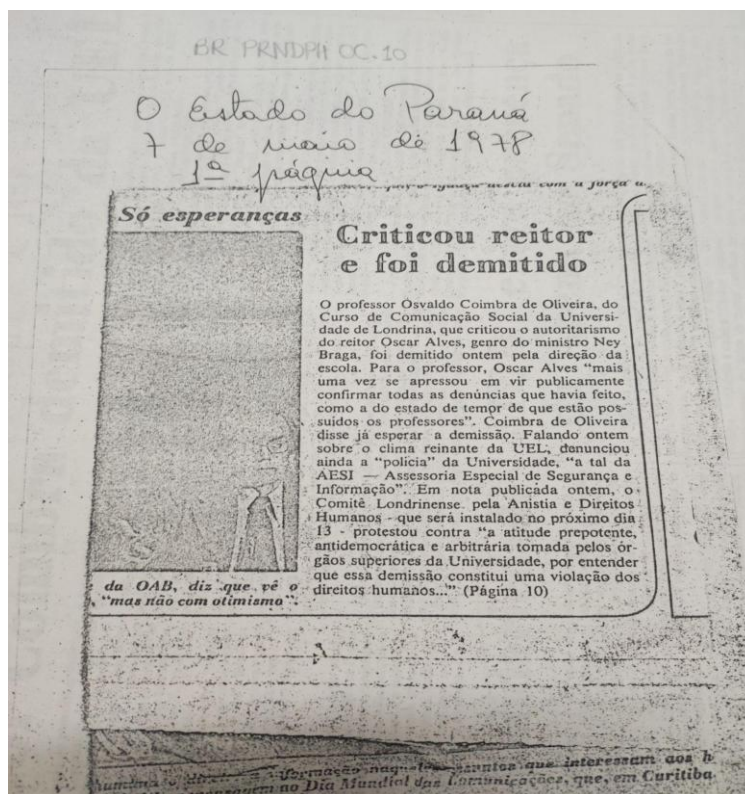 BR PRNDPH OC.10
O Estado do Paraná
7 de maio de 1978
1ª página
com a força a
Só esperanças
Criticou reitor
e foi demitido
O professor Osvaldo Coimbra de Oliveira, do
Curso de Comunicação Social da Universi-
dade de Londrina, que criticou o autoritarismo
do reitor Oscar Alves, genro do ministro Ney
Braga, foi demitido ontem pela direção da
escola. Para o professor, Oscar Alves “mais
uma vez se apressou em vir publicamente
confirmar todas as denúncias que havia feito,
como a do estado de temor de que estão pos-
suídos os professores”. Coimbra de Oliveira
disse já esperar a demissão. Falando ontem
sobre o clima reinante da UEL, denunciou
ainda a “polícia” da Universidade, “a tal da
AESI — Assessoria Especial de Segurança e
Informação”. Em nota publicada ontem, o
Comitê Londrinense pela Anistia e Direitos
Humanos - que será instalado no próximo dia
13 - protestou contra “a atitude prepotente,
antidemocrática e arbitrária tomada pelos ór-
gãos superiores da Universidade, por entender
que essa demissão constitui uma violação dos
direitos humanos...” (Página 10)
da OAB, diz que vê o
“mas não com otimismo”.
formação que interessam aos h
no Dia Mundial das Comunicações, que, em Curitiba